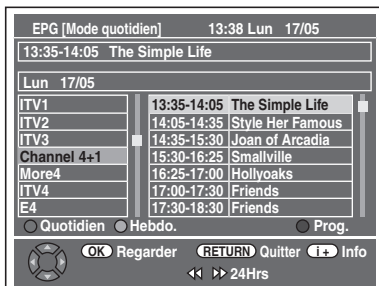 EPG [Mode quotidien] 13:38 Lun 17/05
13:35-14:05 The Simple Life
Lun 17/05
ITV1 13:35-14:05 The Simple Life
ITV2 14:05-14:35 Style Her Famous
ITV3 14:35-15:30 Joan of Arcadia
Channel 4+1 15:30-16:25 Smallville
More4 16:25-17:00 Hollyoaks
ITV4 17:00-17:30 Friends
E4 17:30-18:30 Friends
Quotidien Hebdo. Prog.
OK Regarder RETURN Quitter i+ Info
24Hrs